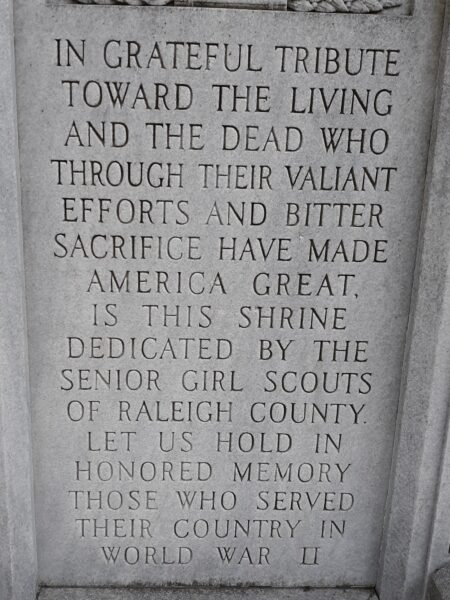 IN GRATEFUL TRIBUTE
TOWARD THE LIVING
AND THE DEAD WHO
THROUGH THEIR VALIANT
EFFORTS AND BITTER
SACRIFICE HAVE MADE
AMERICA GREAT,
IS THIS SHRINE
DEDICATED BY THE
SENIOR GIRL SCOUTS
OF RALEIGH COUNTY.
LET US HOLD IN
HONORED MEMORY
THOSE WHO SERVED
THEIR COUNTRY IN
WORLD WAR II